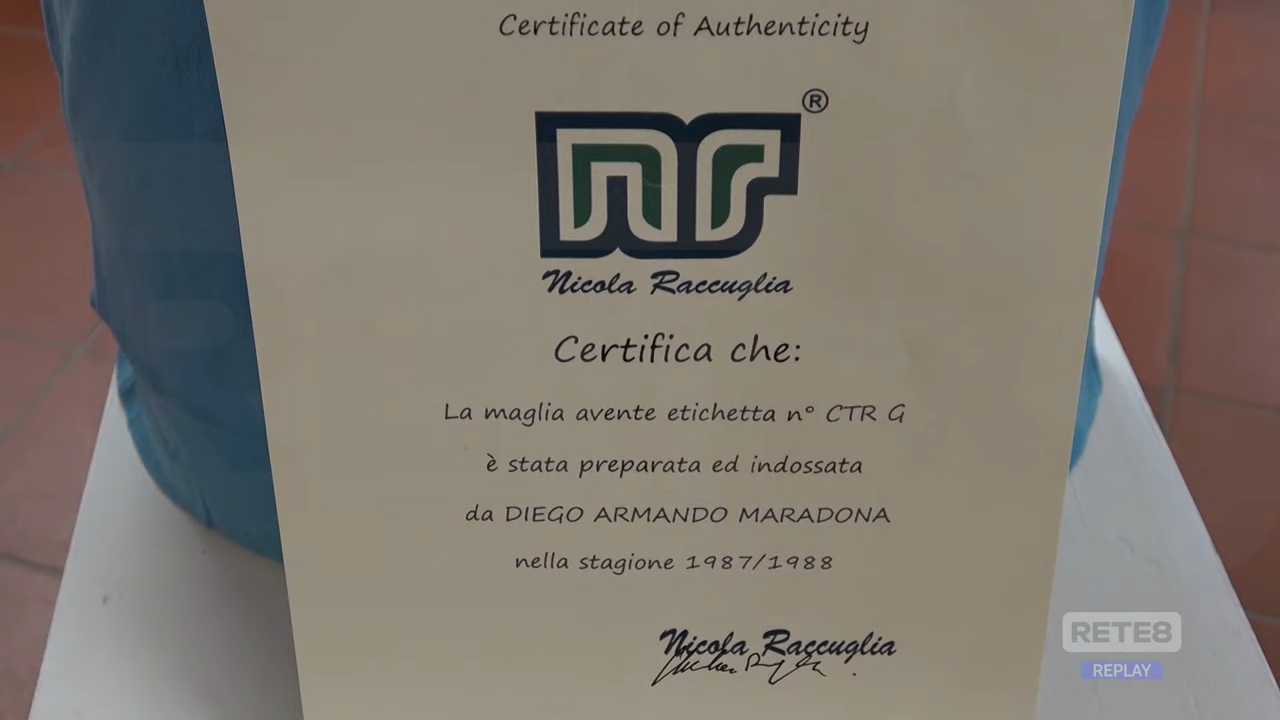 Certificate of Authenticity
nr ®
Nicola Raccuglia
Certifica che:
La maglia avente etichetta n° CTR G
è stata preparata ed indossata
da DIEGO ARMANDO MARADONA
nella stagione 1987/1988
Nicola Raccuglia
RETE8
REPLAY